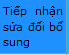 Tiếp nhận
sửa đổi bổ
sung